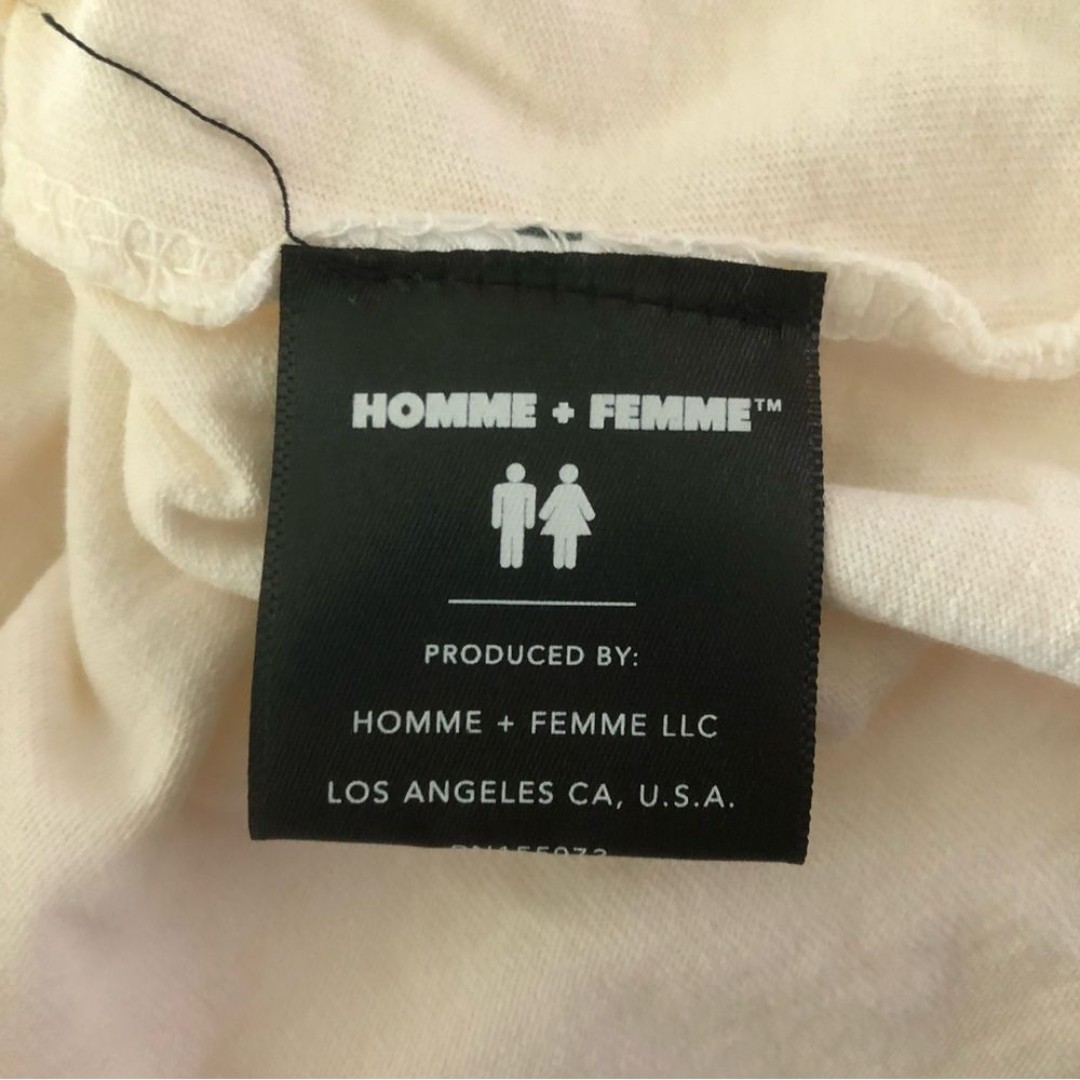 HOMME + FEMME™
PRODUCED BY:
HOMME + FEMME LLC
LOS ANGELES CA, U.S.A.